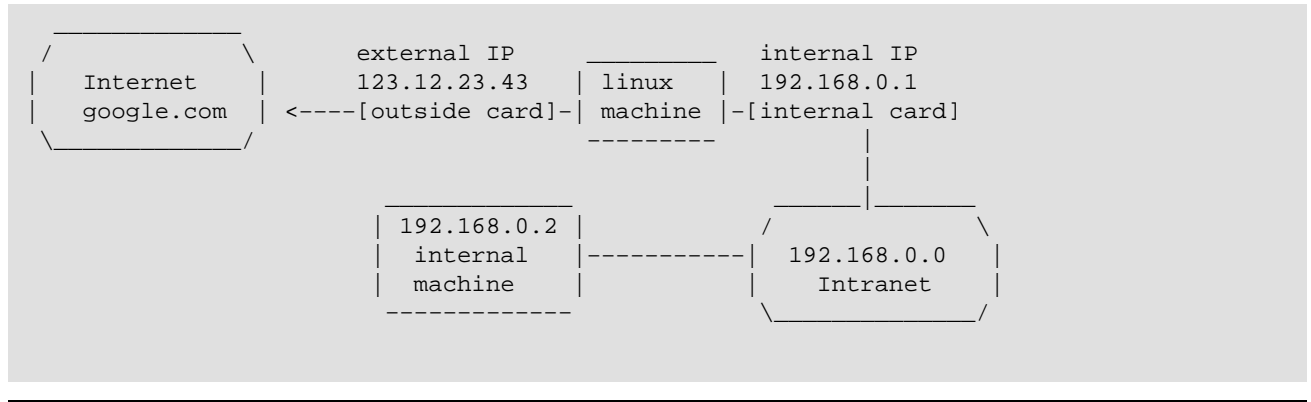 external IP internal IP
Internet 123.12.23.43 linux 192.168.0.1
google.com <----[outside card]- machine -[internal card]
192.168.0.2
internal 192.168.0.0
machine Intranet